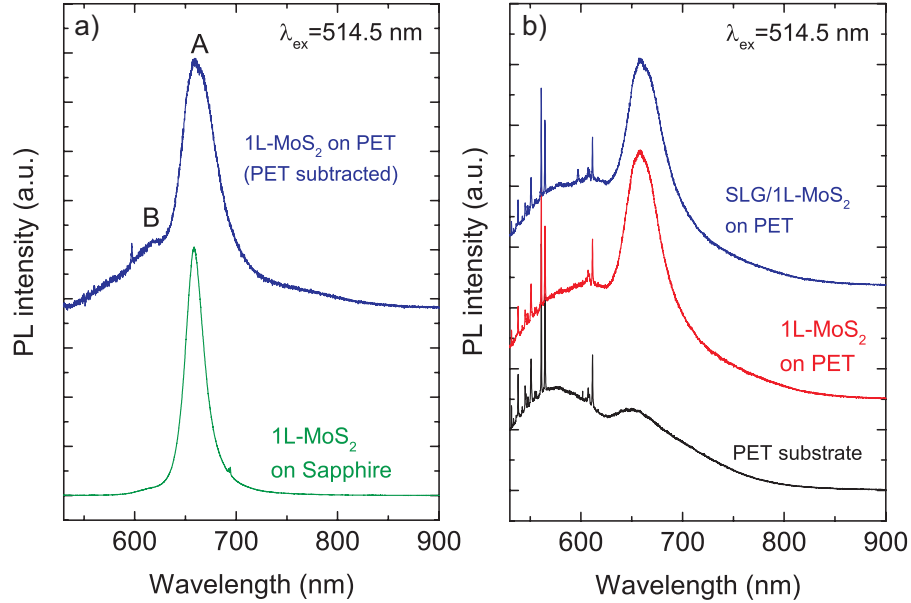 a)
A
λex=514.5 nm
1L-MoS2 on PET
(PET subtracted)
B
1L-MoS2
on Sapphire
PL intensity (a.u.)
600
700
800
900
Wavelength (nm)
b)
λex=514.5 nm
SLG/1L-MoS2
on PET
1L-MoS2
on PET
PET substrate
PL intensity (a.u.)
600
700
800
900
Wavelength (nm)